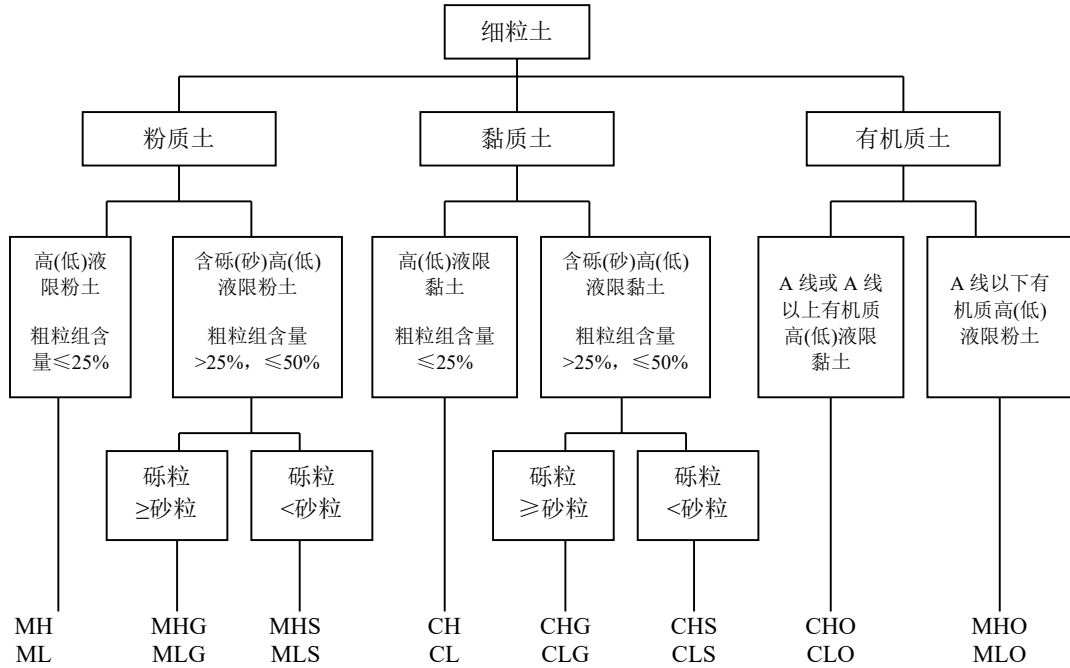 细粒土
粉质土
黏质土
有机质土
高(低)液
限粉土
粗粒组含
量≤25%
含砾(砂)高(低)
液限粉土
粗粒组含量
>25%，≤50%
高(低)液限
黏土
粗粒组含量
≤25%
含砾(砂)高(低)
液限黏土
粗粒组含量
>25%，≤50%
A 线或 A 线
以上有机质
高(低)液限
黏土
A 线以下有
机质高(低)
液限粉土
砾粒
≥砂粒
砾粒
<砂粒
砾粒
≥砂粒
砾粒
<砂粒
MH
ML
MHG
MLG
MHS
MLS
CH
CL
CHG
CLG
CHS
CLS
CHO
CLO
MHO
MLO